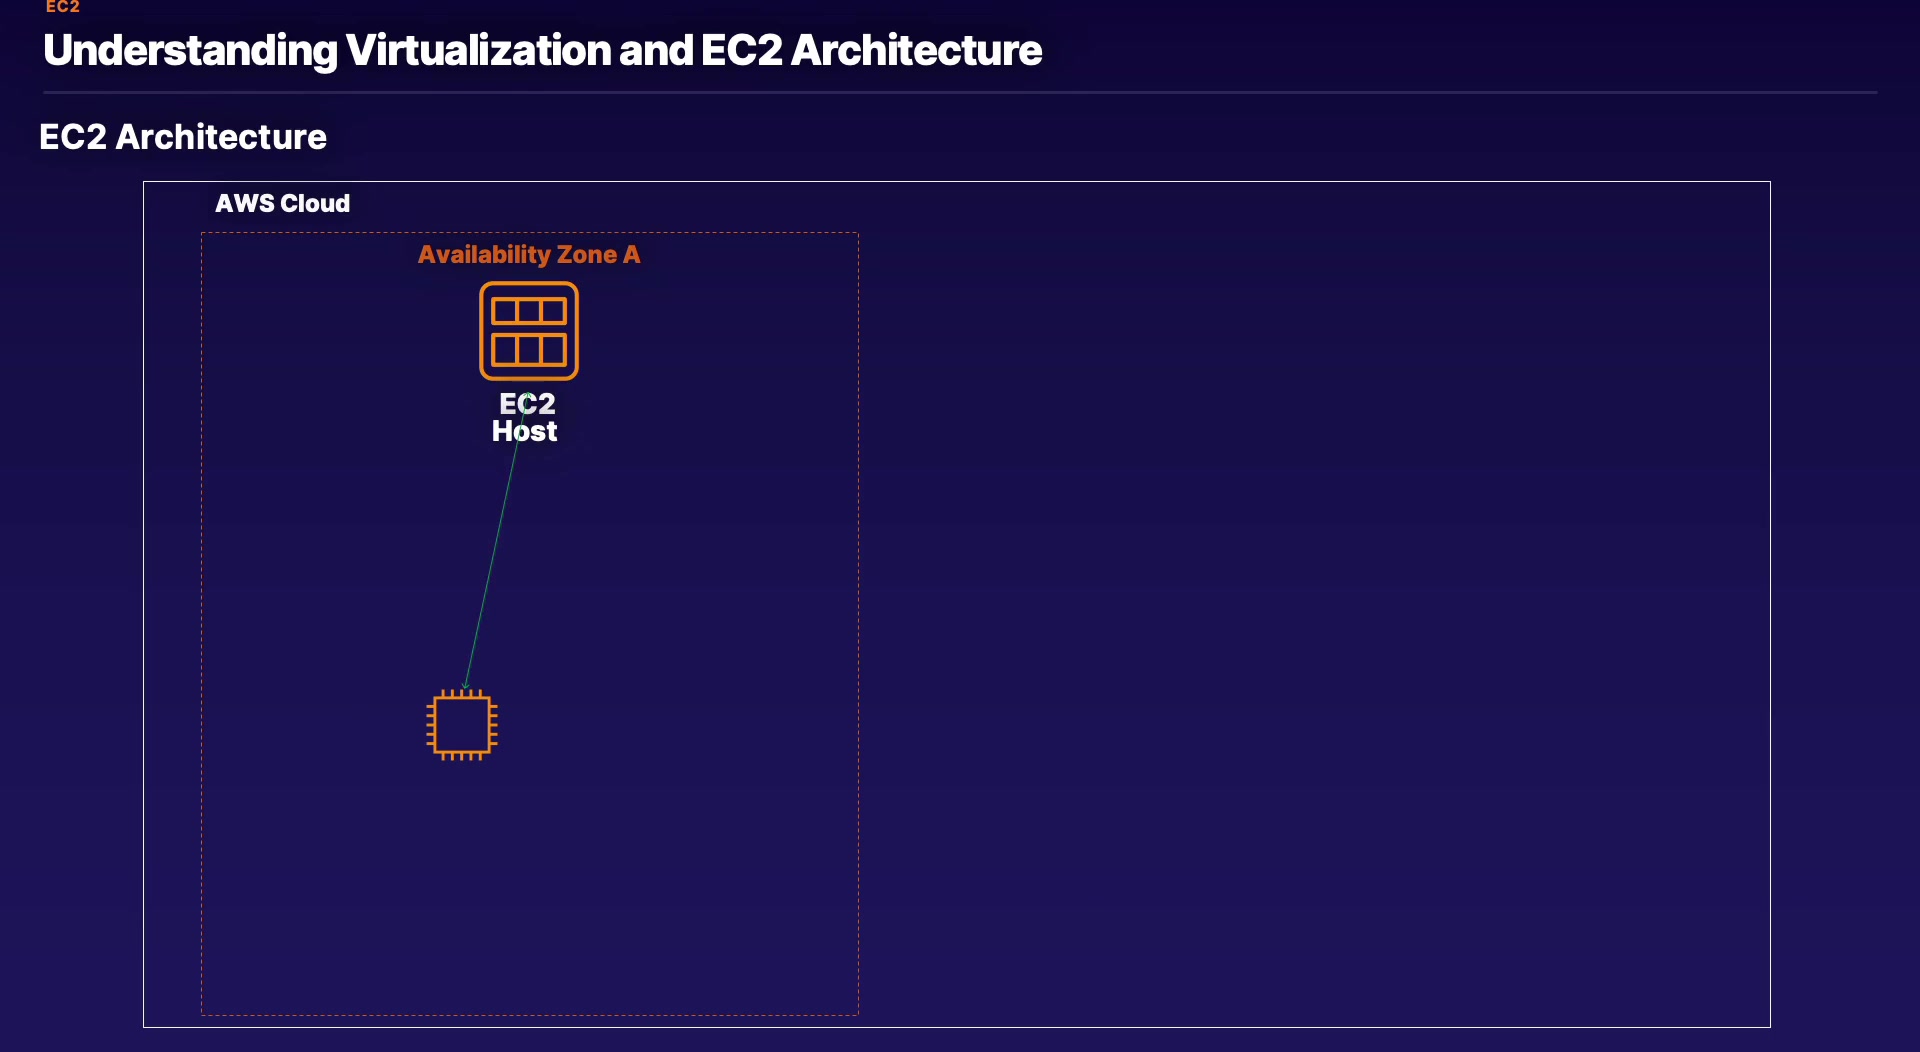 EC2
Understanding Virtualization and EC2 Architecture
EC2 Architecture
AWS Cloud
Availability Zone A
EC2
Host